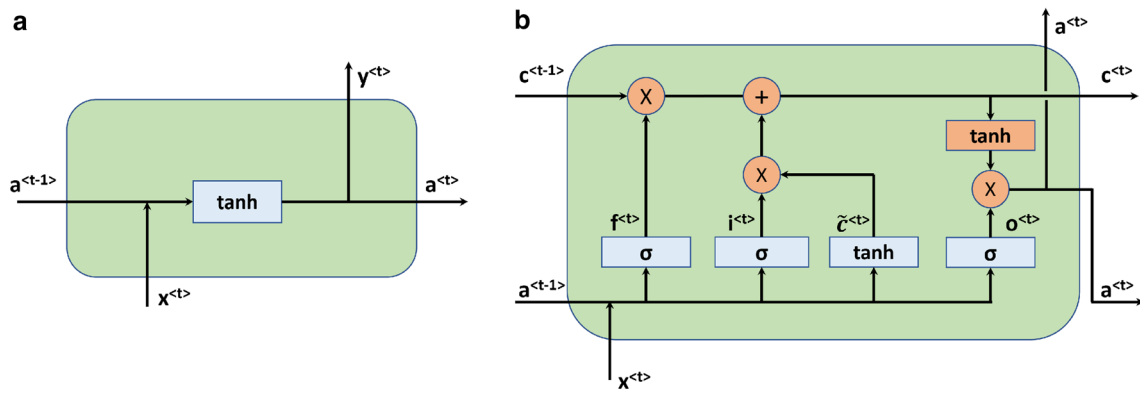 a
y<t>
a<t-1>
a<t>
tanh
x<t>
b
a<t>
c<t-1>
c<t>
X
+
tanh
X
X
f<t>
i<t>
c̃<t>
o<t>
σ
σ
tanh
σ
a<t-1>
a<t>
x<t>